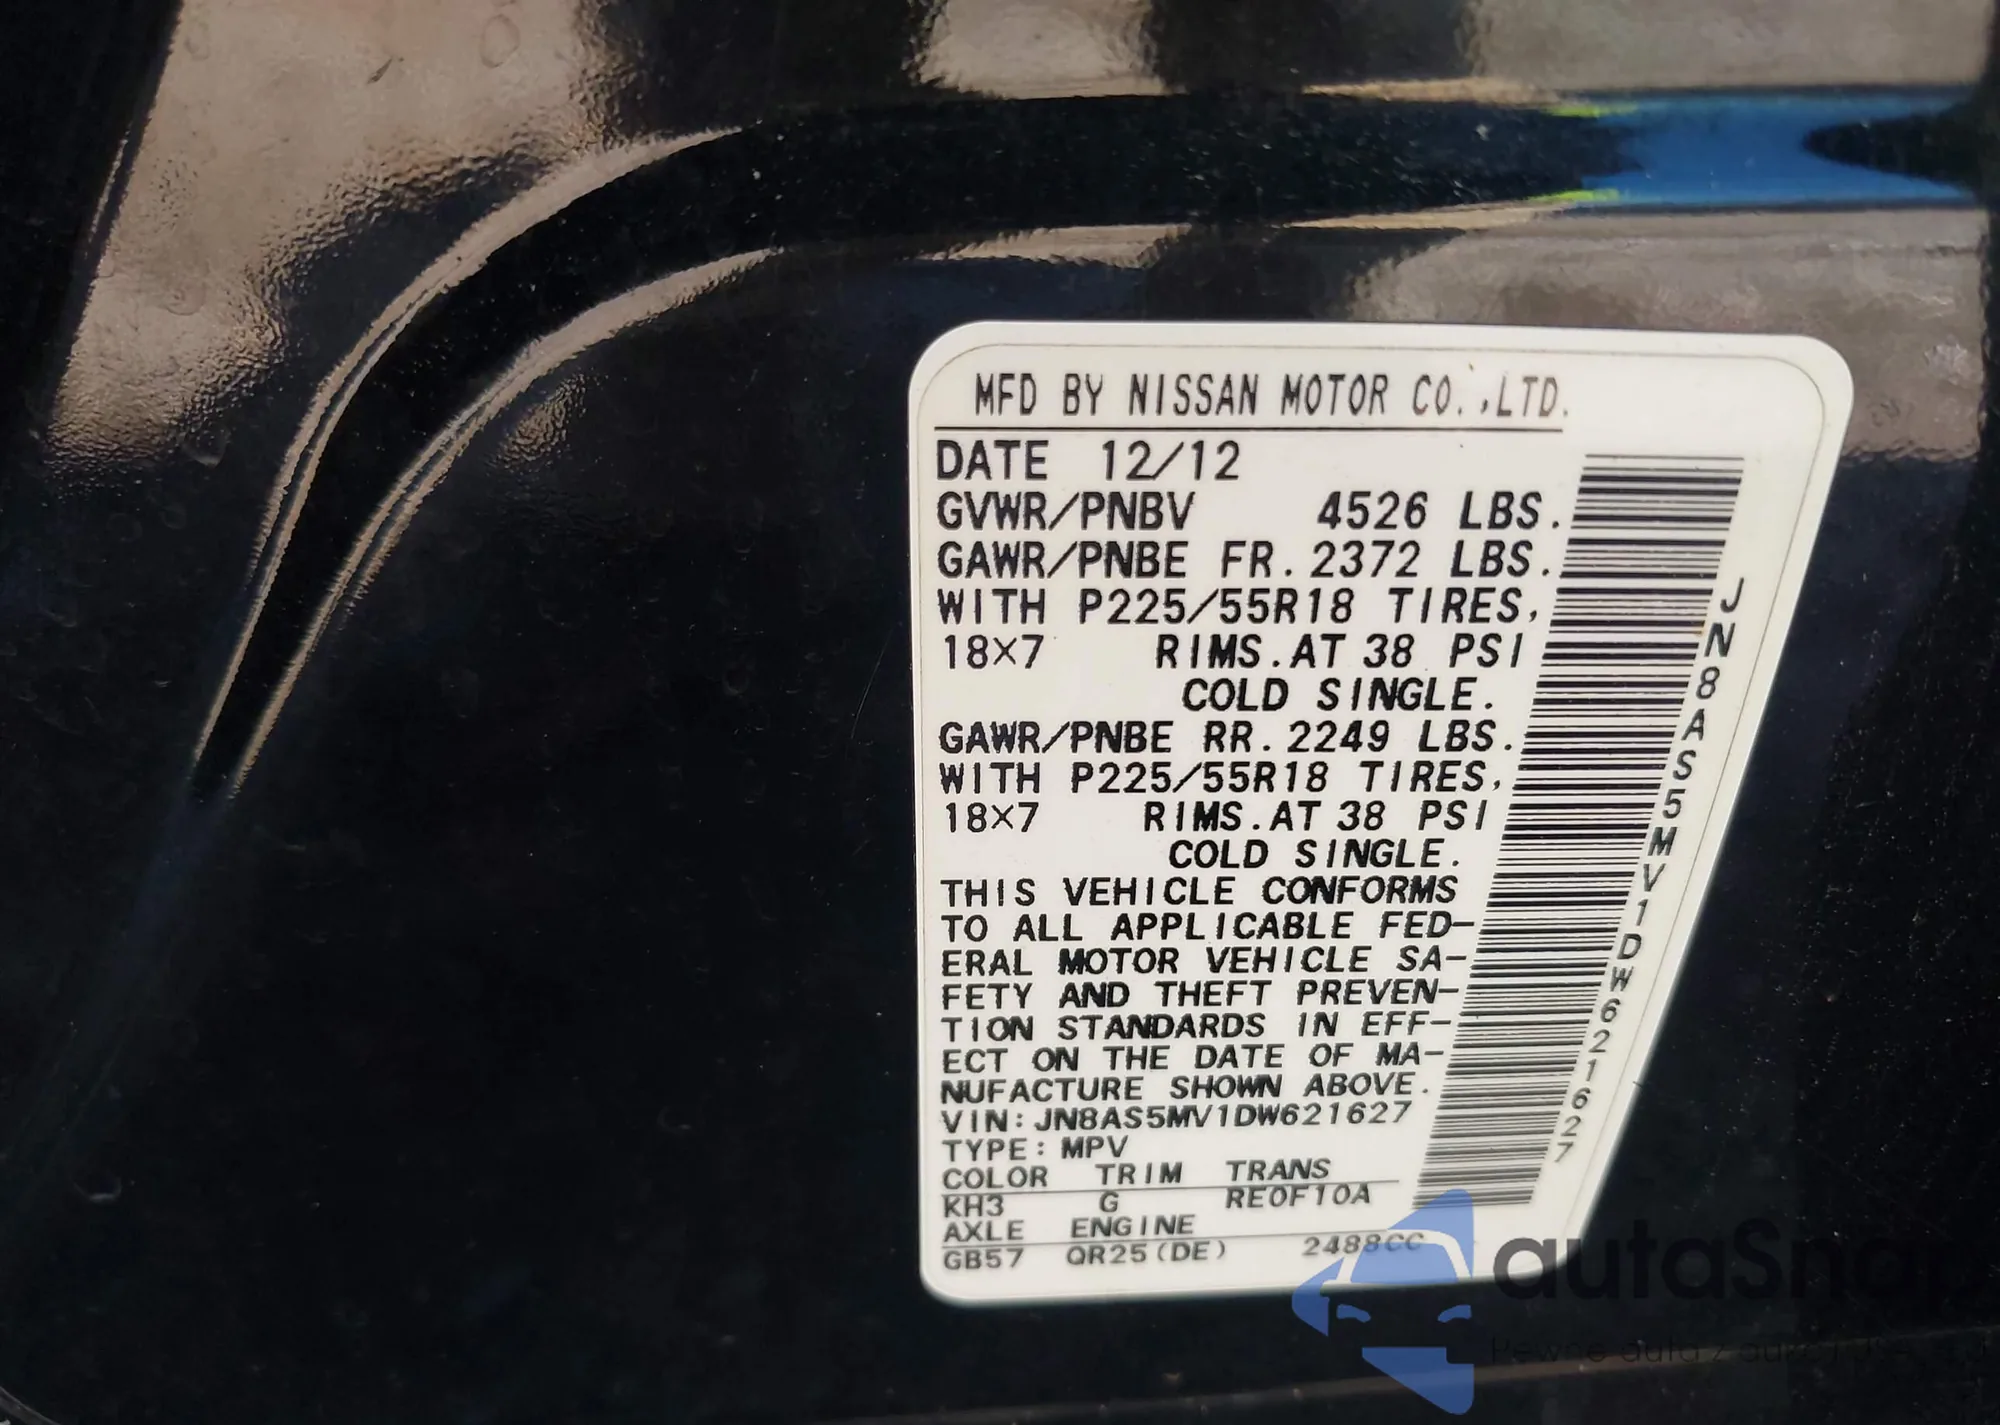 MFD BY NISSAN MOTOR CO.,LTD.
DATE 12/12
GVWR/PNBV 4526 LBS.
GAWR/PNBE FR. 2372 LBS.
WITH P225/55R18 TIRES,
18×7 RIMS. AT 38 PSI
COLD SINGLE.
GAWR/PNBE RR. 2249 LBS.
WITH P225/55R18 TIRES,
18×7 RIMS. AT 38 PSI
COLD SINGLE.
THIS VEHICLE CONFORMS
TO ALL APPLICABLE FED-
ERAL MOTOR VEHICLE SA-
FETY AND THEFT PREVEN-
TION STANDARDS IN EFF-
ECT ON THE DATE OF MA-
NUFACTURE SHOWN ABOVE.
VIN: JN8AS5MV1DW621627
TYPE: MPV
COLOR TRIM TRANS
KH3 G RE0F10A
AXLE ENGINE
GB57 QR25(DE) 2488CC
JN8AS5MV1DW621627
autaSnap
Pewne auta z